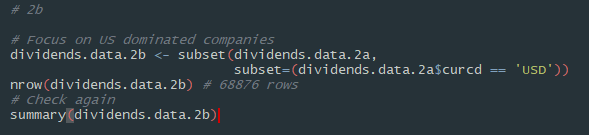 # 2b
# Focus on US dominated companies
dividends.data.2b <- subset(dividends.data.2a,
subset=(dividends.data.2a$curcd == 'USD'))
nrow(dividends.data.2b) # 68876 rows
# Check again
summary(dividends.data.2b)